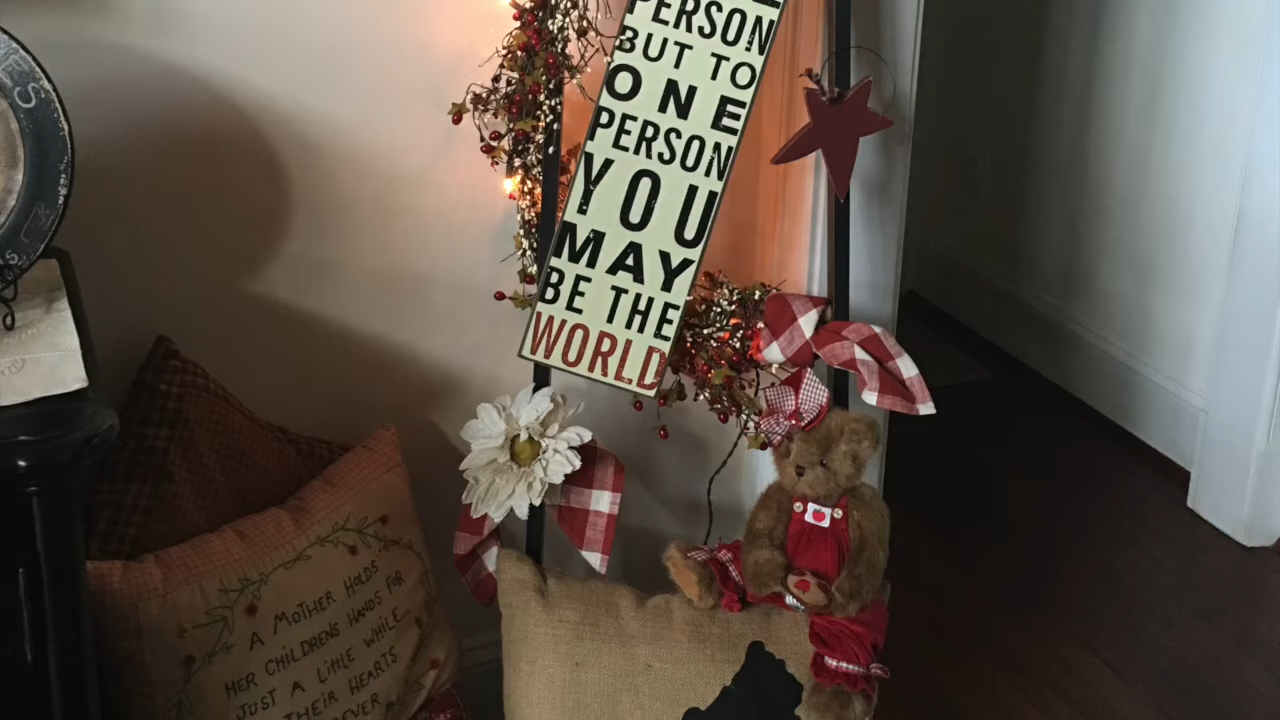 PERSON
BUT TO
ONE
PERSON
YOU
MAY
BE THE
WORLD
A MOTHER HOLDS
HER CHILDRENS HANDS FOR
JUST A LITTLE WHILE...
THEIR HEARTS